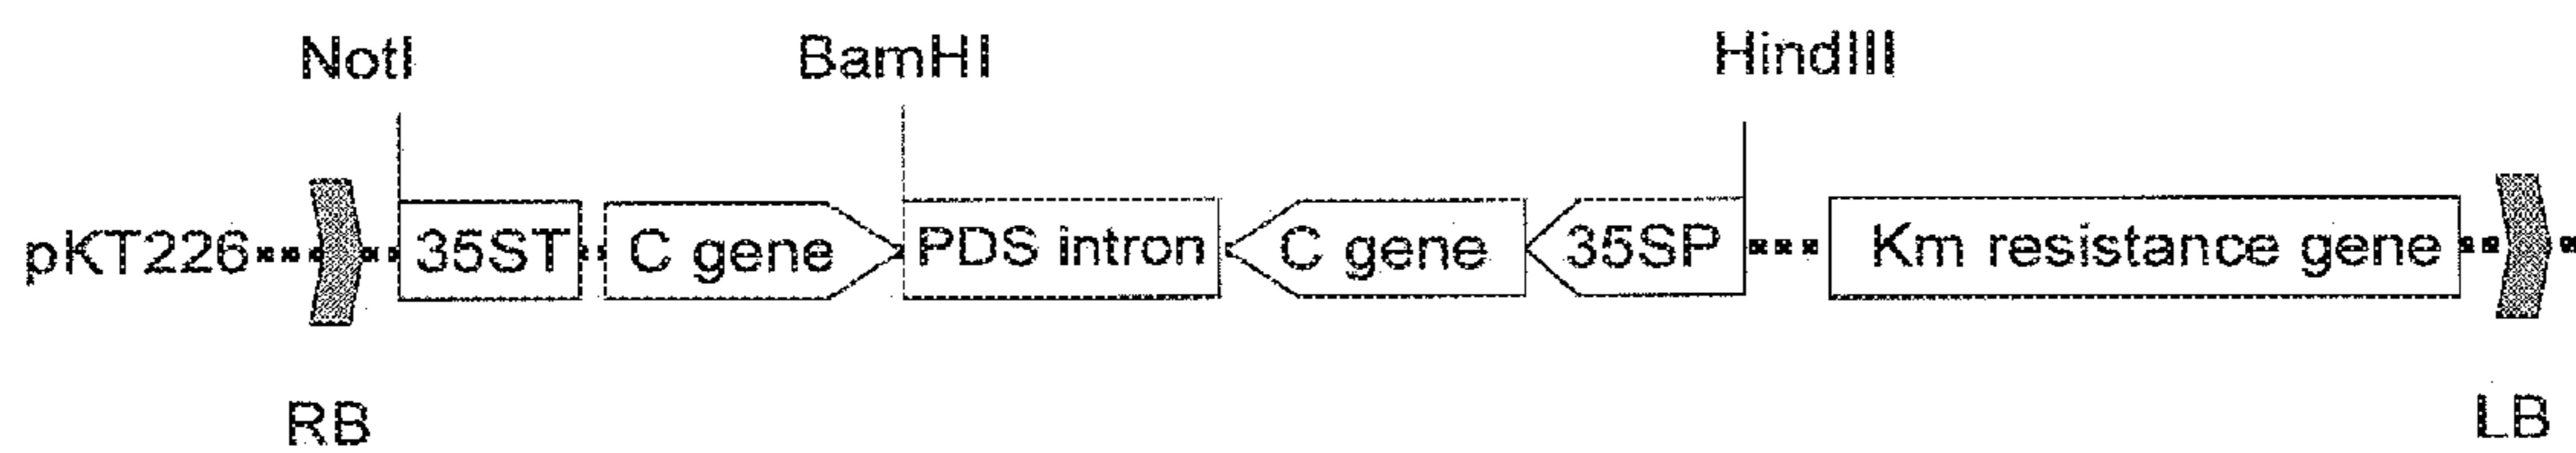 NotI BamHI HindIII
pKT226 35ST C gene PDS intron C gene 35SP Km resistance gene
RB LB